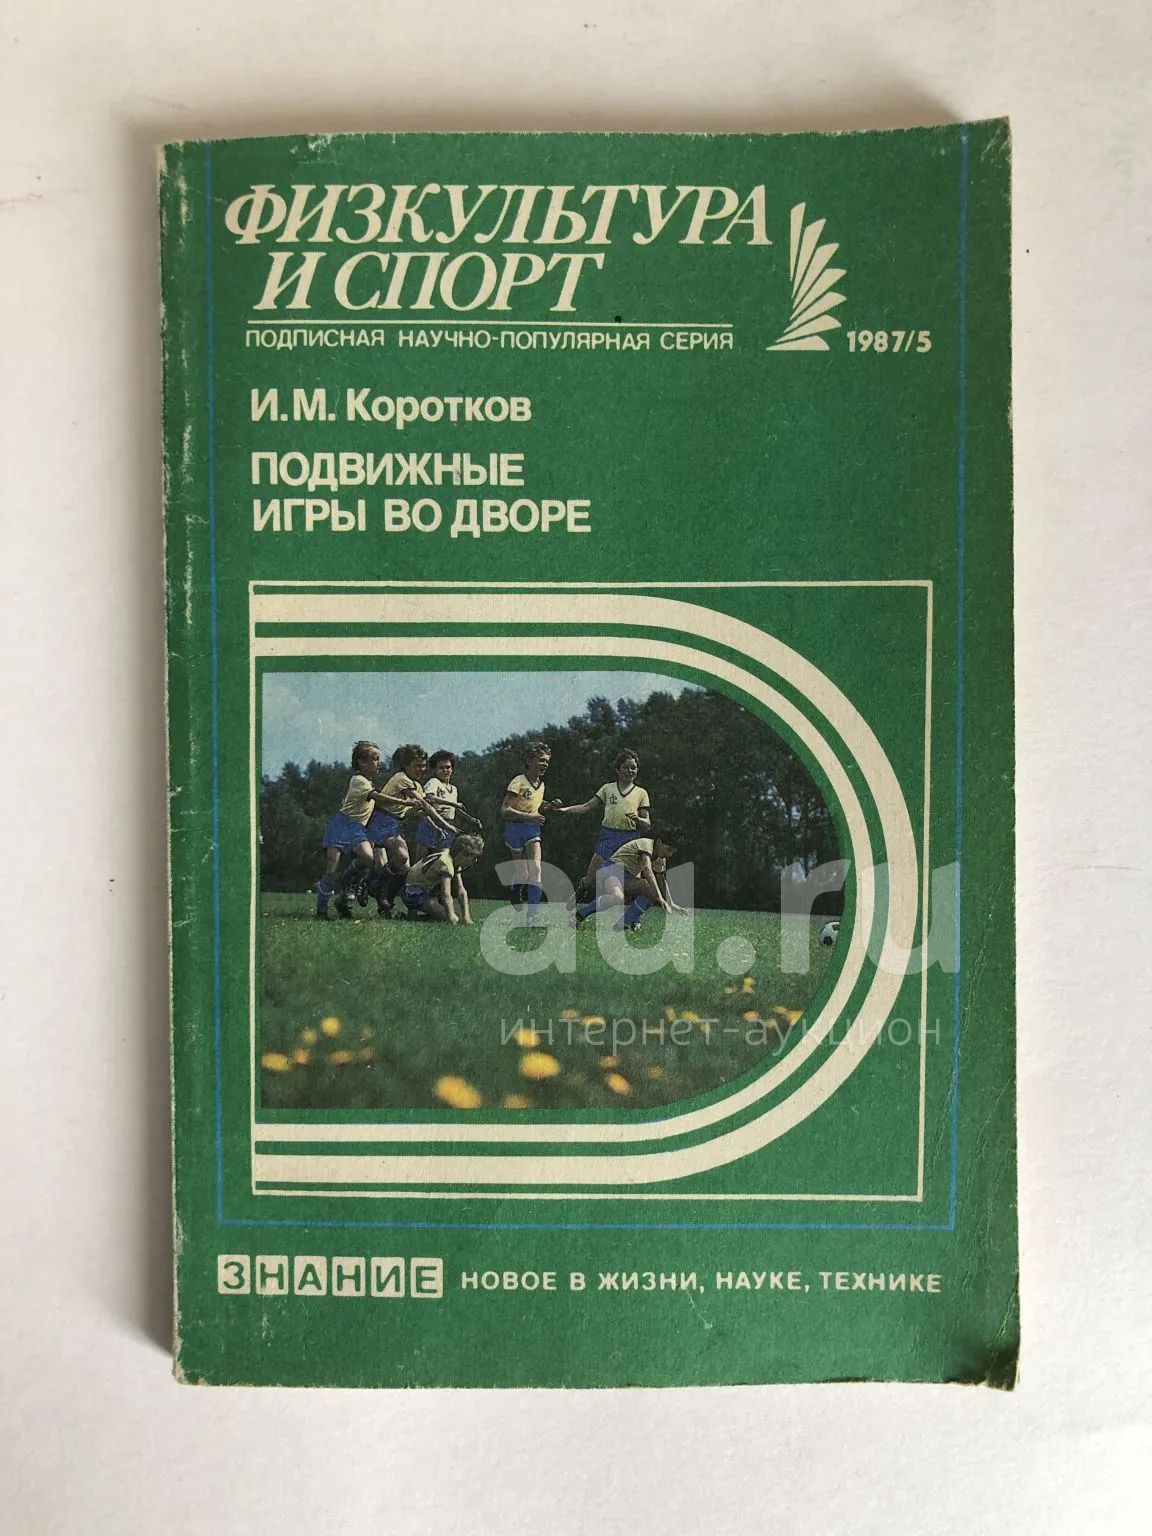 ФИЗКУЛЬТУРА
И СПОРТ
ПОДПИСНАЯ НАУЧНО-ПОПУЛЯРНАЯ СЕРИЯ
1987/5
И.М. Коротков
ПОДВИЖНЫЕ
ИГРЫ ВО ДВОРЕ
au.ru
интернет-аукцион
ЗНАНИЕ НОВОЕ В ЖИЗНИ, НАУКЕ, ТЕХНИКЕ